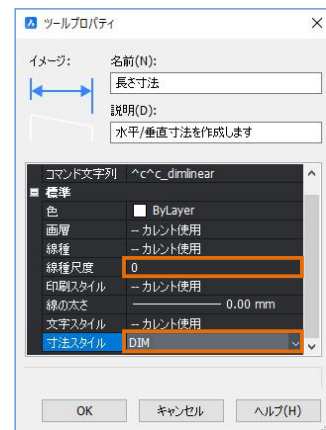 ツールプロパティ
イメージ:
名前(N):
長さ寸法
説明(D):
水平/垂直寸法を作成します
コマンド文字列 ^c^c_dimlinear
標準
色 ByLayer
画層 -- カレント使用
線種 -- カレント使用
線種尺度 0
印刷スタイル -- カレント使用
線の太さ 0.00 mm
文字スタイル -- カレント使用
寸法スタイル DIM
OK キャンセル ヘルプ(H)